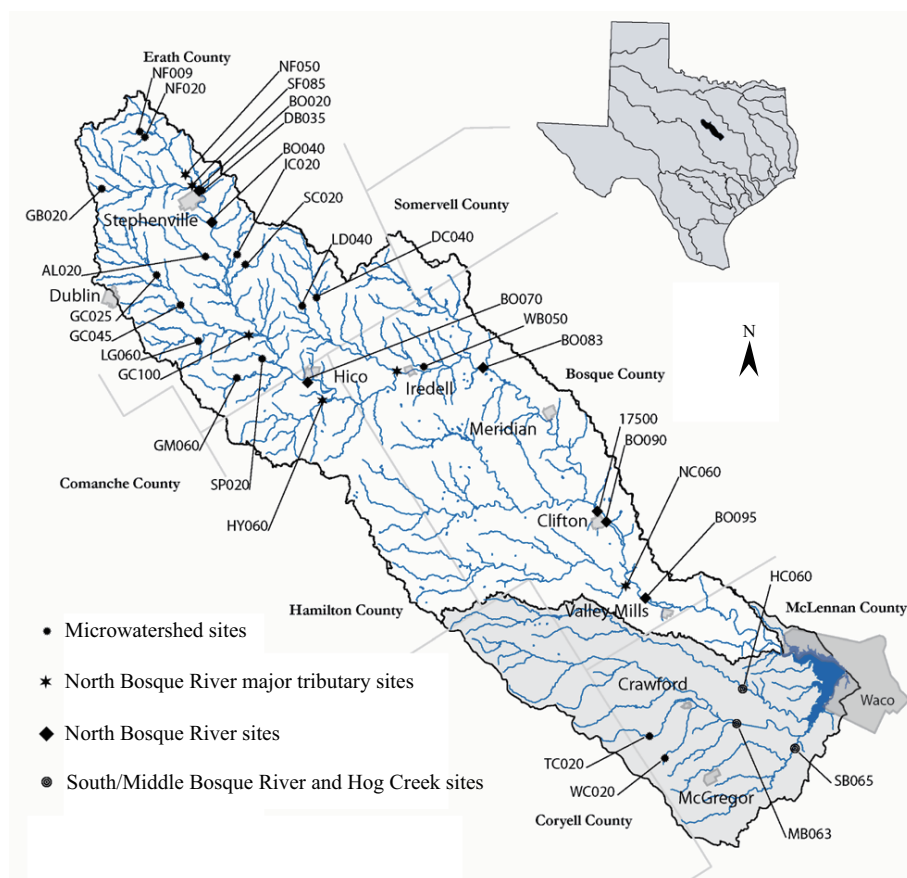 Erath County
NF009
NF020
NF050
SF085
BO020
DB035
BO040
IC020
SC020
GB020
Stephenville
Somervell County
LD040
DC040
AL020
Dublin
GC025
GC045
LG060
GC100
BO070
WB050
BO083
N
Hico
Iredell
Bosque County
Meridian
GM060
SP020
Comanche County
HY060
17500
BO090
NC060
Clifton
BO095
HC060
Hamilton County
Valley Mills
McLennan County
Microwatershed sites
North Bosque River major tributary sites
North Bosque River sites
South/Middle Bosque River and Hog Creek sites
Crawford
Waco
TC020
WC020
McGregor
SB065
Coryell County
MB063